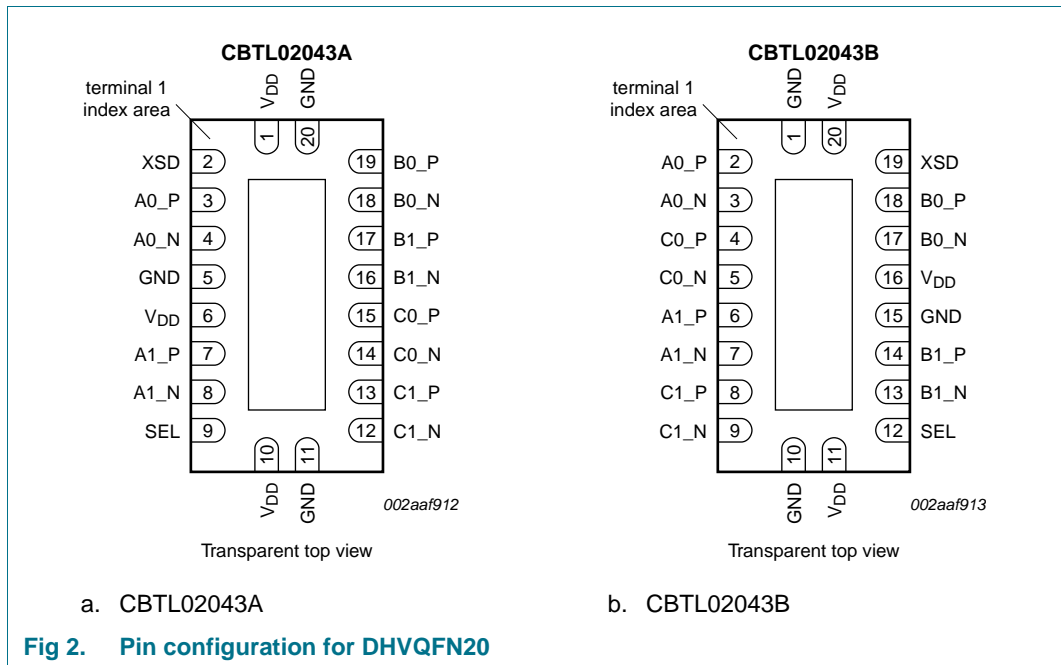 CBTL02043A
terminal 1
index area
VDD
GND
1
20
XSD 2 19 B0_P
A0_P 3 18 B0_N
A0_N 4 17 B1_P
GND 5 16 B1_N
VDD 6 15 C0_P
A1_P 7 14 C0_N
A1_N 8 13 C1_P
SEL 9 12 C1_N
10
11
VDD
GND
002aaf912
Transparent top view
a. CBTL02043A
CBTL02043B
terminal 1
index area
GND
VDD
1
20
A0_P 2 19 XSD
A0_N 3 18 B0_P
C0_P 4 17 B0_N
C0_N 5 16 VDD
A1_P 6 15 GND
A1_N 7 14 B1_P
C1_P 8 13 B1_N
C1_N 9 12 SEL
10
11
GND
VDD
002aaf913
Transparent top view
b. CBTL02043B
Fig 2. Pin configuration for DHVQFN20